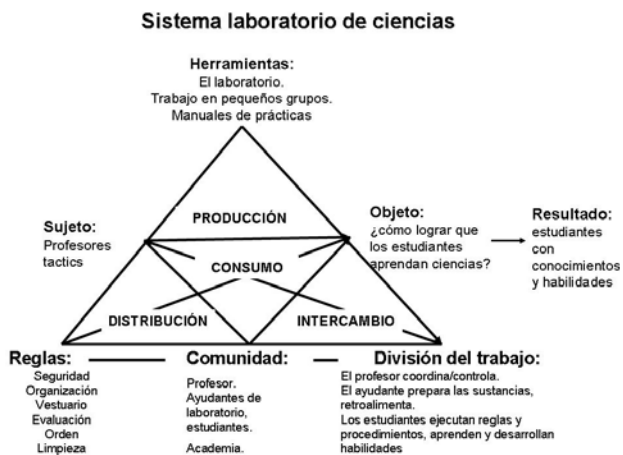 Sistema laboratorio de ciencias
Herramientas:
El laboratorio.
Trabajo en pequeños grupos.
Manuales de prácticas
PRODUCCIÓN
Sujeto:
Profesores
tactics
Objeto:
¿cómo lograr que
los estudiantes
aprendan ciencias?
Resultado:
estudiantes
con
conocimientos
y habilidades
CONSUMO
DISTRIBUCIÓN
INTERCAMBIO
Reglas:
Seguridad
Organización
Vestuario
Evaluación
Orden
Limpieza
Comunidad:
Profesor.
Ayudantes de
laboratorio,
estudiantes.
Academia.
División del trabajo:
El profesor coordina/controla.
El ayudante prepara las sustancias,
retroalimenta.
Los estudiantes ejecutan reglas y
procedimientos, aprenden y desarrollan
habilidades